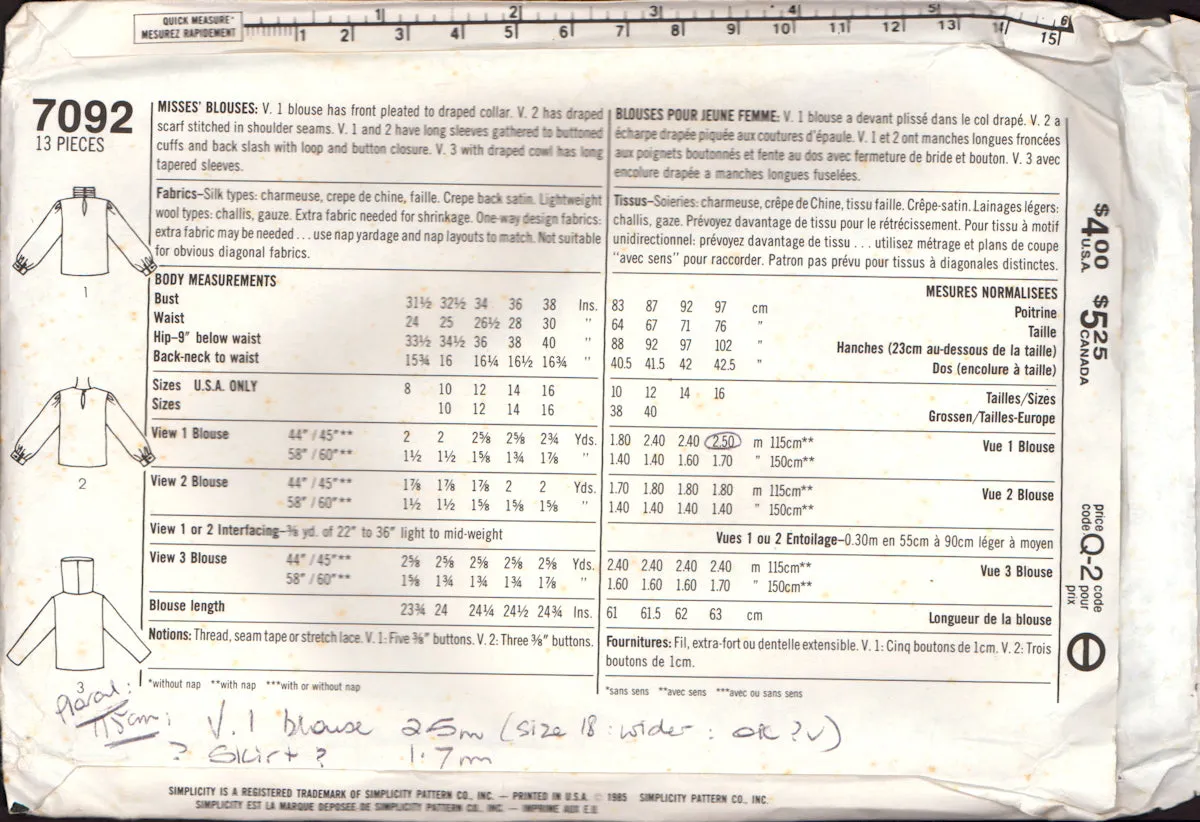 QUICK MEASURE*
MESUREZ RAPIDEMENT
1 2 3 4 5 6
1 2 3 4 5 6 7 8 9 10 11 12 13 14 15
7092
13 PIECES
MISSES' BLOUSES: V. 1 blouse has front pleated to draped collar. V. 2 has draped
scarf stitched in shoulder seams. V. 1 and 2 have long sleeves gathered to buttoned
cuffs and back slash with loop and button closure. V. 3 with draped cowl has long
tapered sleeves.
Fabrics–Silk types: charmeuse, crepe de chine, faille. Crepe back satin. Lightweight
wool types: challis, gauze. Extra fabric needed for shrinkage. One-way design fabrics:
extra fabric may be needed . . . use nap yardage and nap layouts to match. Not suitable
for obvious diagonal fabrics.
BLOUSES POUR JEUNE FEMME: V. 1 blouse a devant plissé dans le col drapé. V. 2 a
écharpe drapée piquée aux coutures d'épaule. V. 1 et 2 ont manches longues froncées
aux poignets boutonnés et fente au dos avec fermeture de bride et bouton. V. 3 avec
encolure drapée a manches longues fuselées.
Tissus–Soieries: charmeuse, crêpe de Chine, tissu faille. Crêpe-satin. Lainages légers:
challis, gaze. Prévoyez davantage de tissu pour le rétrécissement. Pour tissu à motif
unidirectionnel: prévoyez davantage de tissu . . . utilisez métrage et plans de coupe
"avec sens" pour raccorder. Patron pas prévu pour tissus à diagonales distinctes.
1
2
3
BODY MEASUREMENTS
Bust 31½ 32½ 34 36 38 Ins.
Waist 24 25 26½ 28 30 "
Hip–9" below waist 33½ 34½ 36 38 40 "
Back-neck to waist 15¾ 16 16¼ 16½ 16¾ "
Sizes U.S.A. ONLY 8 10 12 14 16
Sizes 10 12 14 16
View 1 Blouse 44"/45"** 2 2 2⅝ 2⅝ 2¾ Yds.
58"/60"** 1½ 1½ 1⅝ 1¾ 1⅞ "
View 2 Blouse 44"/45"** 1⅞ 1⅞ 1⅞ 2 2 Yds.
58"/60"** 1½ 1½ 1⅝ 1⅝ 1⅝ "
View 1 or 2 Interfacing–⅜ yd. of 22" to 36" light to mid-weight
View 3 Blouse 44"/45"** 2⅝ 2⅝ 2⅝ 2⅝ 2⅝ Yds.
58"/60"** 1⅝ 1¾ 1¾ 1¾ 1⅞ "
Blouse length 23¾ 24 24¼ 24½ 24¾ Ins.
Notions: Thread, seam tape or stretch lace. V. 1: Five ⅜" buttons. V. 2: Three ⅜" buttons.
*without nap **with nap ***with or without nap
MESURES NORMALISEES
83 87 92 97 cm Poitrine
64 67 71 76 " Taille
88 92 97 102 " Hanches (23cm au-dessous de la taille)
40.5 41.5 42 42.5 " Dos (encolure à taille)
10 12 14 16 Tailles/Sizes
38 40 Grossen/Tailles-Europe
1.80 2.40 2.40 2.50 m 115cm** Vue 1 Blouse
1.40 1.40 1.60 1.70 " 150cm**
1.70 1.80 1.80 1.80 m 115cm** Vue 2 Blouse
1.40 1.40 1.40 1.40 " 150cm**
Vues 1 ou 2 Entoilage–0.30m en 55cm à 90cm léger à moyen
2.40 2.40 2.40 2.40 m 115cm** Vue 3 Blouse
1.60 1.60 1.60 1.70 " 150cm**
61 61.5 62 63 cm Longueur de la blouse
Fournitures: Fil, extra-fort ou dentelle extensible. V. 1: Cinq boutons de 1cm. V. 2: Trois
boutons de 1cm.
*sans sens **avec sens ***avec ou sans sens
$4.00 U.S.A.
$5.25 CANADA
price code Q-2 code pour prix
115cm: V.1 blouse 25m (size 18: wider: OK?
? Skirt? 1.7m
SIMPLICITY IS A REGISTERED TRADEMARK OF SIMPLICITY PATTERN CO., INC. — PRINTED IN U.S.A. © 1985 SIMPLICITY PATTERN CO., INC.
SIMPLICITY EST LA MARQUE DEPOSEE DE SIMPLICITY PATTERN CO., INC. — IMPRIME AUX E.U.